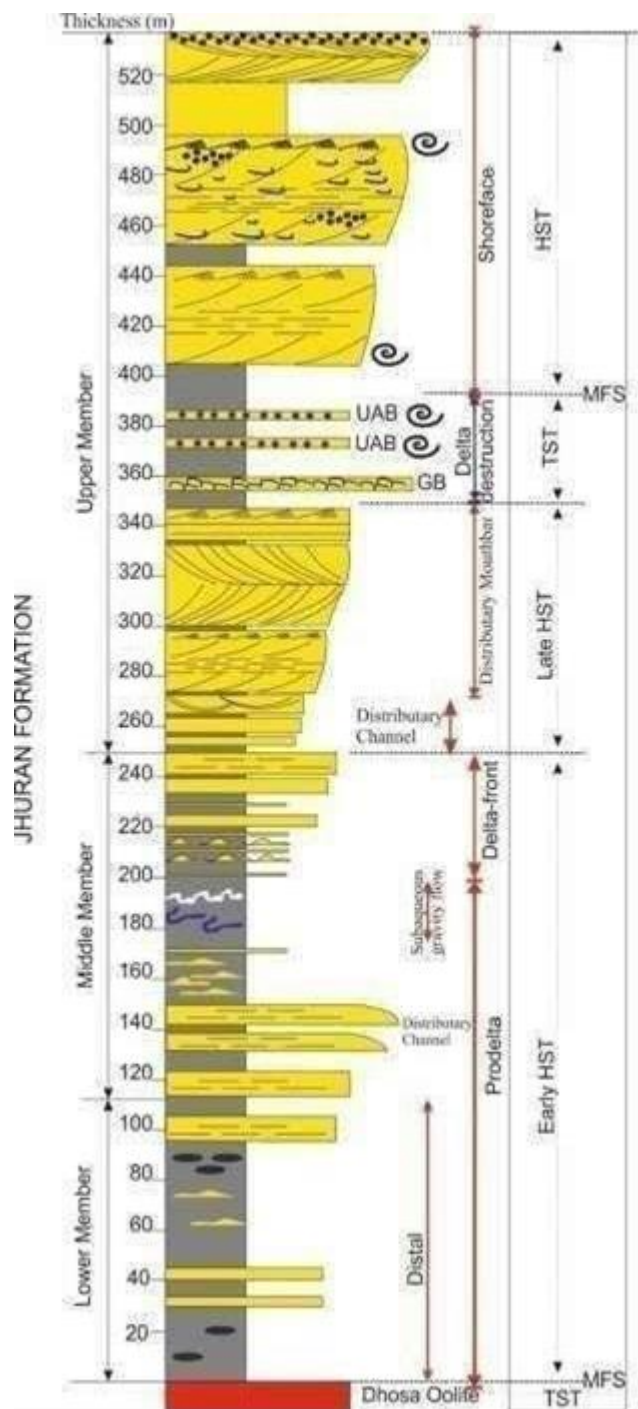 Thickness (m)
520
500
480
460
440
420
400
380
360
340
320
300
280
260
240
220
200
180
160
140
120
100
80
60
40
20
JHURAN FORMATION
Upper Member
Middle Member
Lower Member
UAB
UAB
GB
Distributary
Channel
Distributary
Channel
Subaqueous
gravity flow
Distal
Dhosa Oolite
Shoreface
Delta
destruction
Distributary Mouthbar
Delta-front
Prodelta
HST
MFS
TST
Late HST
Early HST
MFS
TST